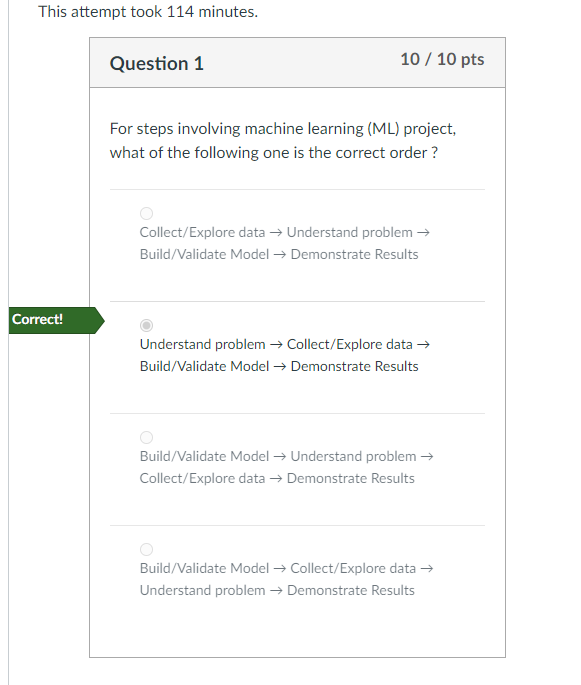 This attempt took 114 minutes.
Question 1
10 / 10 pts
For steps involving machine learning (ML) project,
what of the following one is the correct order ?
Collect/Explore data → Understand problem →
Build/Validate Model → Demonstrate Results
Correct!
Understand problem → Collect/Explore data →
Build/Validate Model → Demonstrate Results
Build/Validate Model → Understand problem →
Collect/Explore data → Demonstrate Results
Build/Validate Model → Collect/Explore data →
Understand problem → Demonstrate Results